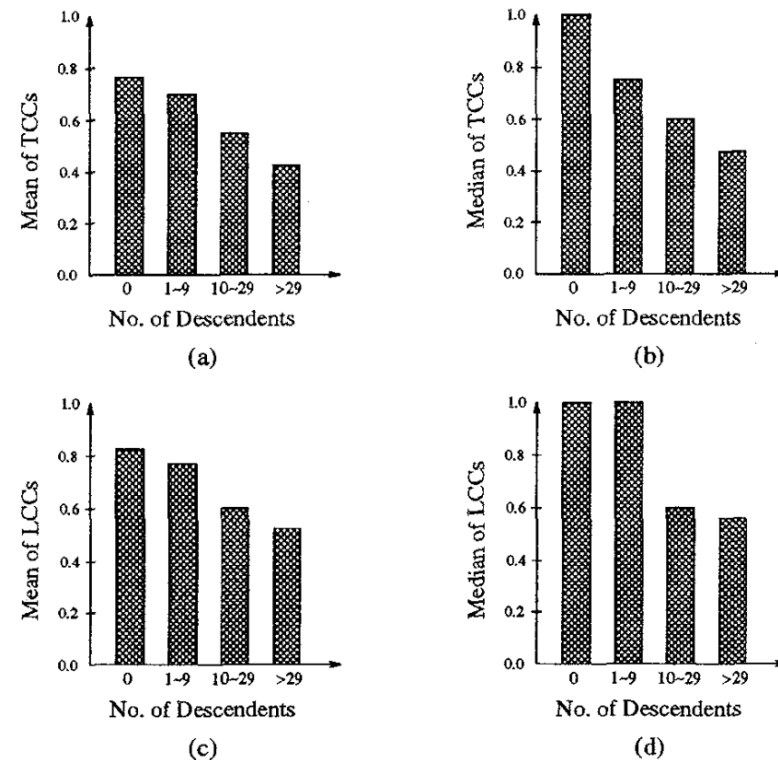 Mean of TCCs
1.0
0.8
0.6
0.4
0.2
0.0
0 1~9 10~29 >29
No. of Descendents
(a)
Median of TCCs
1.0
0.8
0.6
0.4
0.2
0.0
0 1~9 10~29 >29
No. of Descendents
(b)
Mean of LCCs
1.0
0.8
0.6
0.4
0.2
0.0
0 1~9 10~29 >29
No. of Descendents
(c)
Median of LCCs
1.0
0.8
0.6
0.4
0.2
0.0
0 1~9 10~29 >29
No. of Descendents
(d)